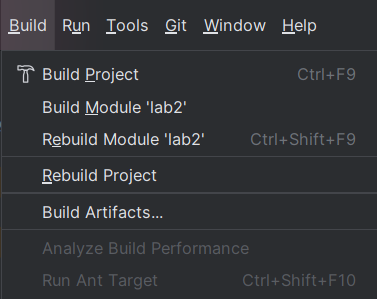 Build Run Tools Git Window Help
Build Project Ctrl+F9
Build Module 'lab2'
Rebuild Module 'lab2' Ctrl+Shift+F9
Rebuild Project
Build Artifacts...
Analyze Build Performance
Run Ant Target Ctrl+Shift+F10